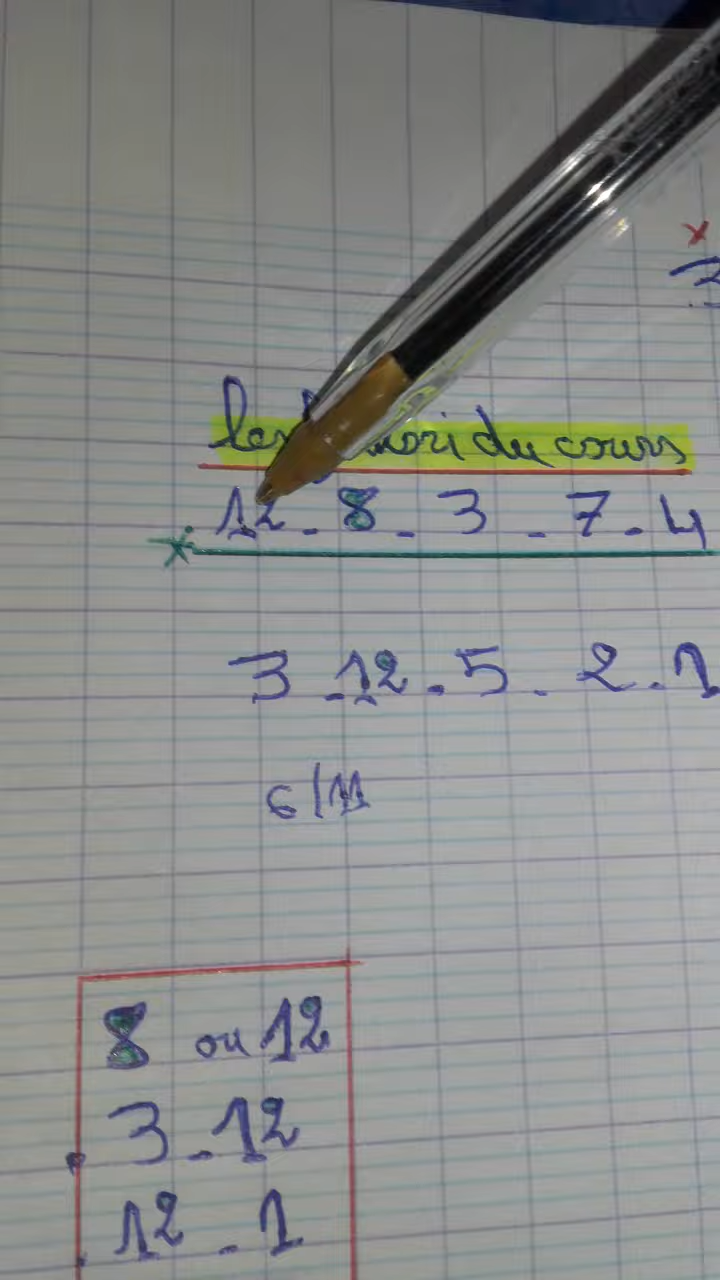 du cours
12 - 8 - 3 - 7 - 4
3 - 12 - 5 - 2 - 1
6/11
8 ou 12
3 - 12
12 - 1